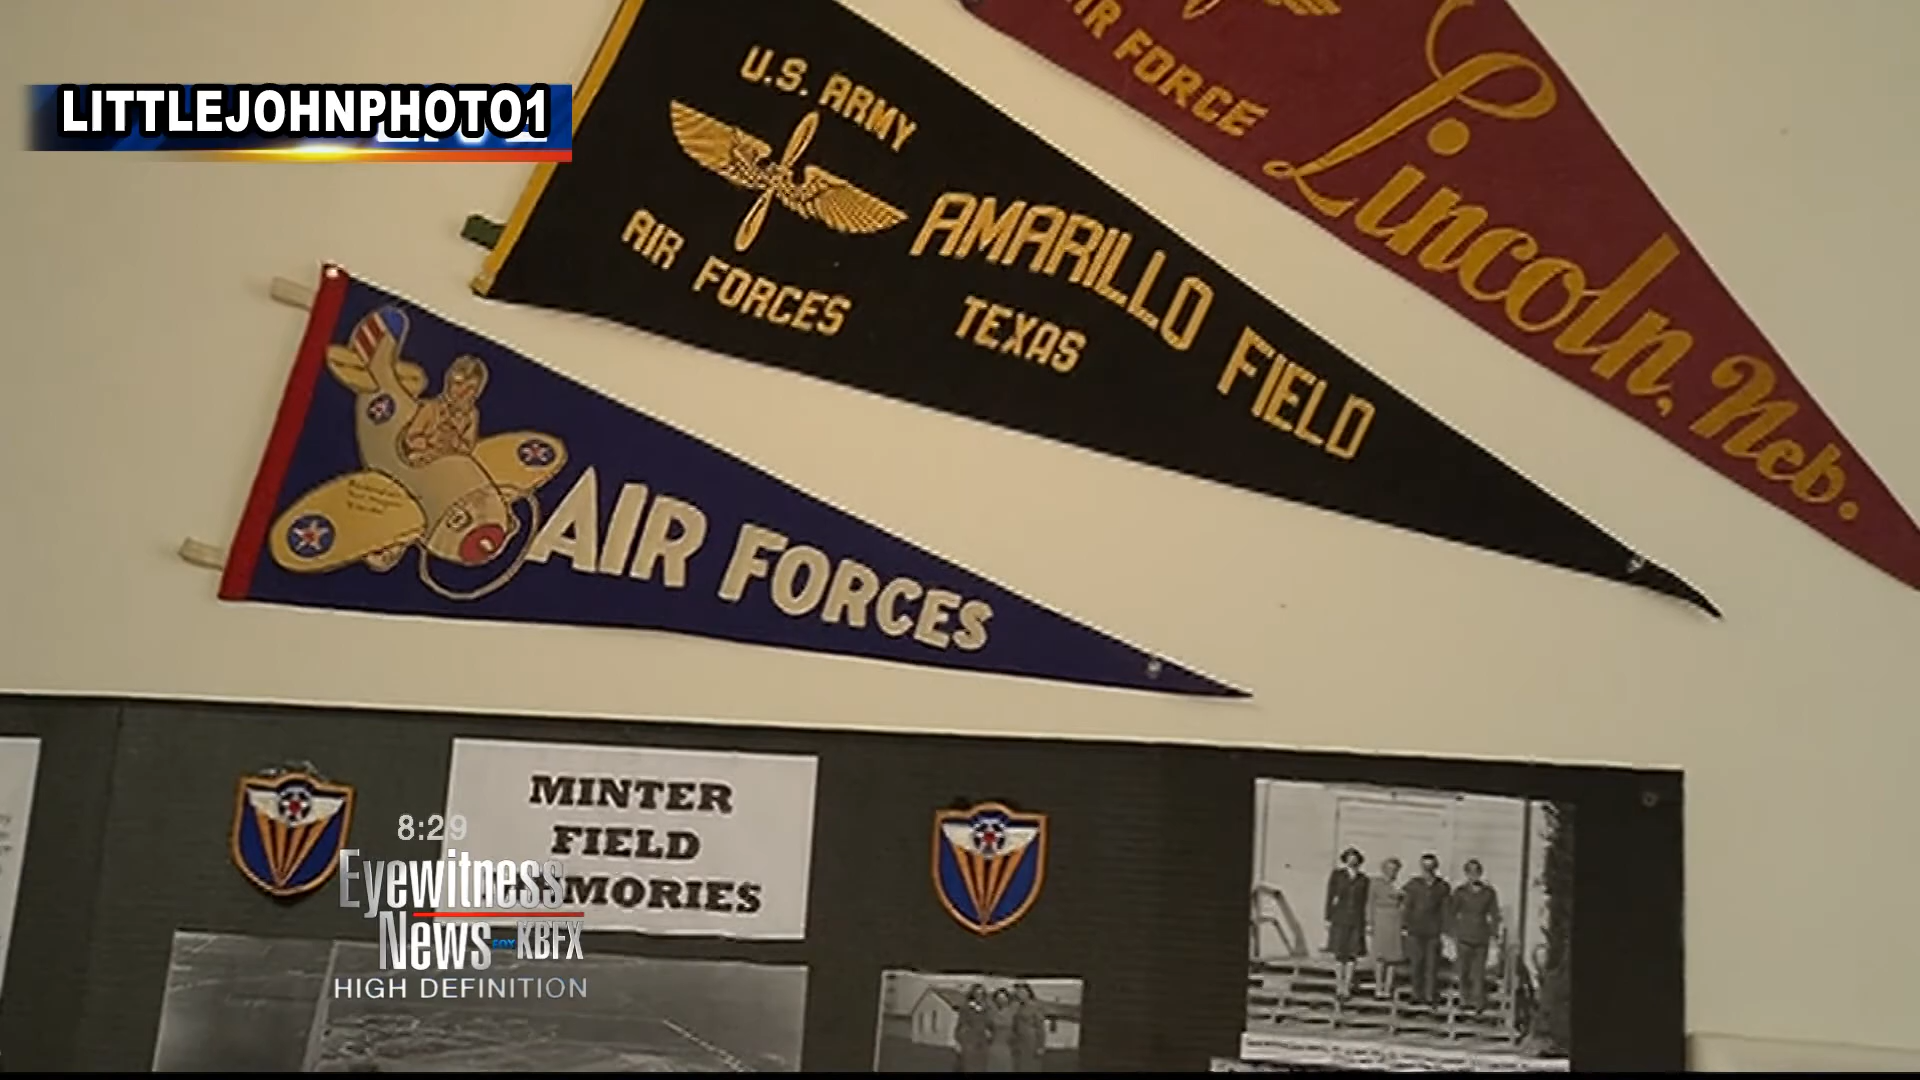 LITTLEJOHNPHOTO1
U.S. ARMY
AIR FORCES
AMARILLO FIELD
TEXAS
AIR FORCE
Lincoln, Neb.
AIR FORCES
MINTER
FIELD
MORIES
8:29
Eyewitness
News FOX KBFX
HIGH DEFINITION